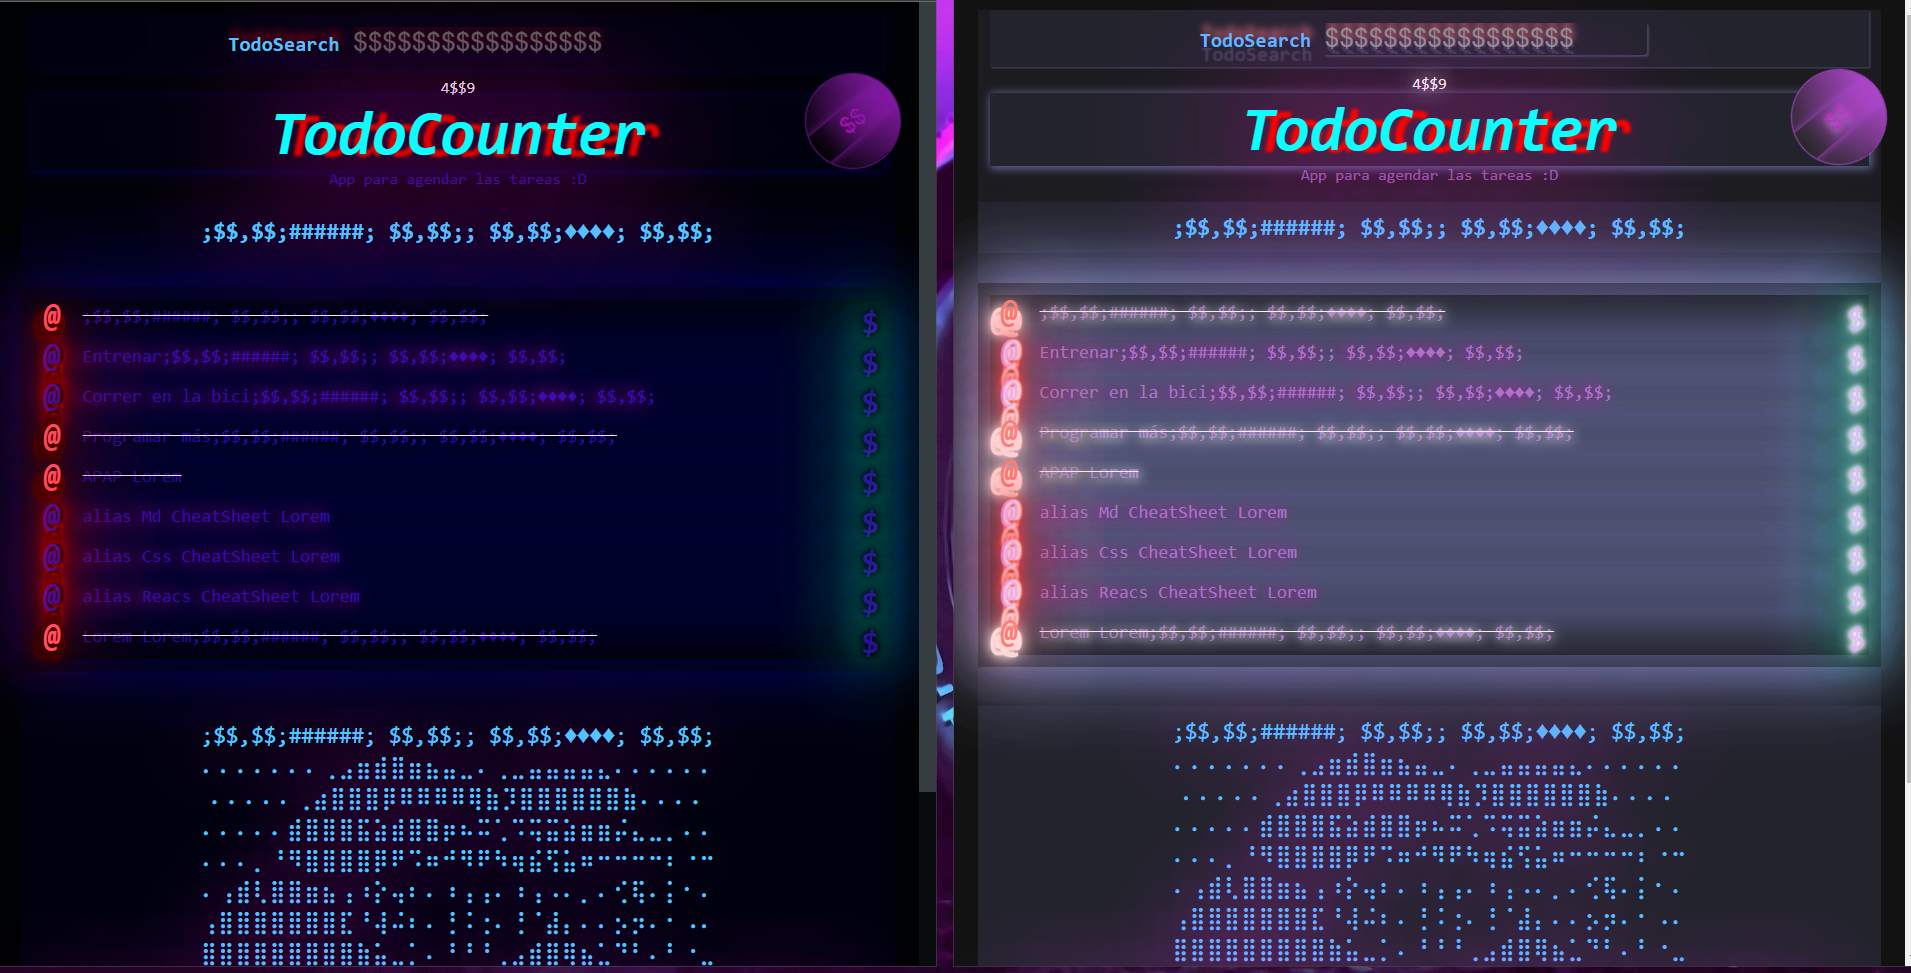 TodoSearch $$$$$$$$$$$$$$$$$
4$$9
TodoCounter
$$
App para agendar las tareas :D
;$$,$$;######; $$,$$;; $$,$$;♦♦♦♦; $$,$$;
@ ;$$,$$;######; $$,$$;; $$,$$;♦♦♦♦; $$,$$; $
@ Entrenar;$$,$$;######; $$,$$;; $$,$$;♦♦♦♦; $$,$$; $
@ Correr en la bici;$$,$$;######; $$,$$;; $$,$$;♦♦♦♦; $$,$$; $
@ Programar más;$$,$$;######; $$,$$;; $$,$$;♦♦♦♦; $$,$$; $
@ APAP Lorem $
@ alias Md CheatSheet Lorem $
@ alias Css CheatSheet Lorem $
@ alias Reacs CheatSheet Lorem $
@ Lorem Lorem;$$,$$;######; $$,$$;; $$,$$;♦♦♦♦; $$,$$; $
;$$,$$;######; $$,$$;; $$,$$;♦♦♦♦; $$,$$;
TodoSearch $$$$$$$$$$$$$$$$$
TodoSearch
4$$9
TodoCounter
$$
App para agendar las tareas :D
;$$,$$;######; $$,$$;; $$,$$;♦♦♦♦; $$,$$;
@ ;$$,$$;######; $$,$$;; $$,$$;♦♦♦♦; $$,$$; $
@ Entrenar;$$,$$;######; $$,$$;; $$,$$;♦♦♦♦; $$,$$; $
@ Correr en la bici;$$,$$;######; $$,$$;; $$,$$;♦♦♦♦; $$,$$; $
@ Programar más;$$,$$;######; $$,$$;; $$,$$;♦♦♦♦; $$,$$; $
@ APAP Lorem $
@ alias Md CheatSheet Lorem $
@ alias Css CheatSheet Lorem $
@ alias Reacs CheatSheet Lorem $
@ Lorem Lorem;$$,$$;######; $$,$$;; $$,$$;♦♦♦♦; $$,$$; $
;$$,$$;######; $$,$$;; $$,$$;♦♦♦♦; $$,$$;